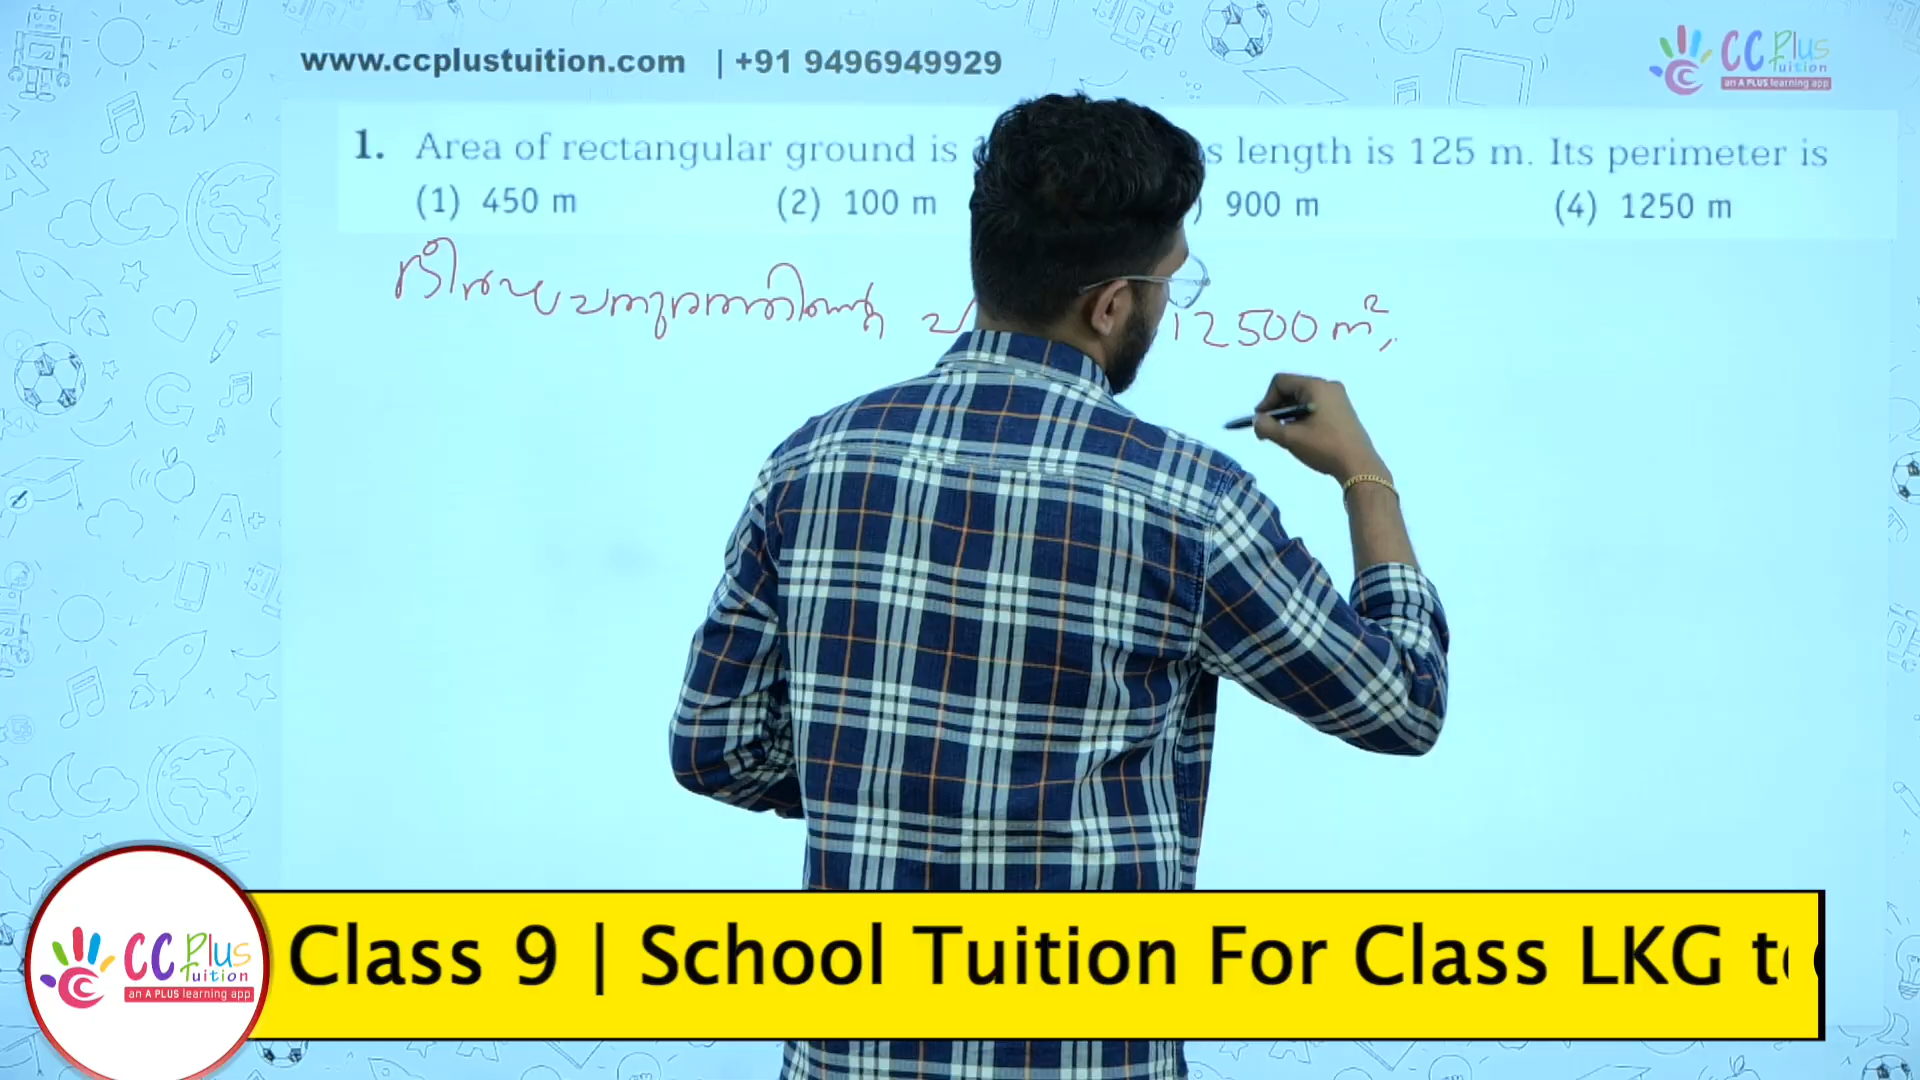 www.ccplustuition.com | +91 9496949929
CC Plus
Tuition
an A PLUS learning app
1. Area of rectangular ground is length is 125 m. Its perimeter is
(1) 450 m (2) 100 m 900 m (4) 1250 m
ദീർഘചതുരത്തിന്റെ 12500 m²,
CC Plus
Tuition
an A PLUS learning app
Class 9 | School Tuition For Class LKG to